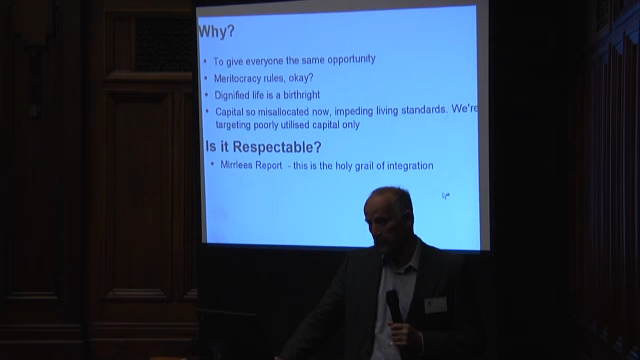 Why?
• To give everyone the same opportunity
• Meritocracy rules, okay?
• Dignified life is a birthright
• Capital so misallocated now, impeding living standards. We're
targeting poorly utilised capital only
Is it Respectable?
• Mirrlees Report - this is the holy grail of integration